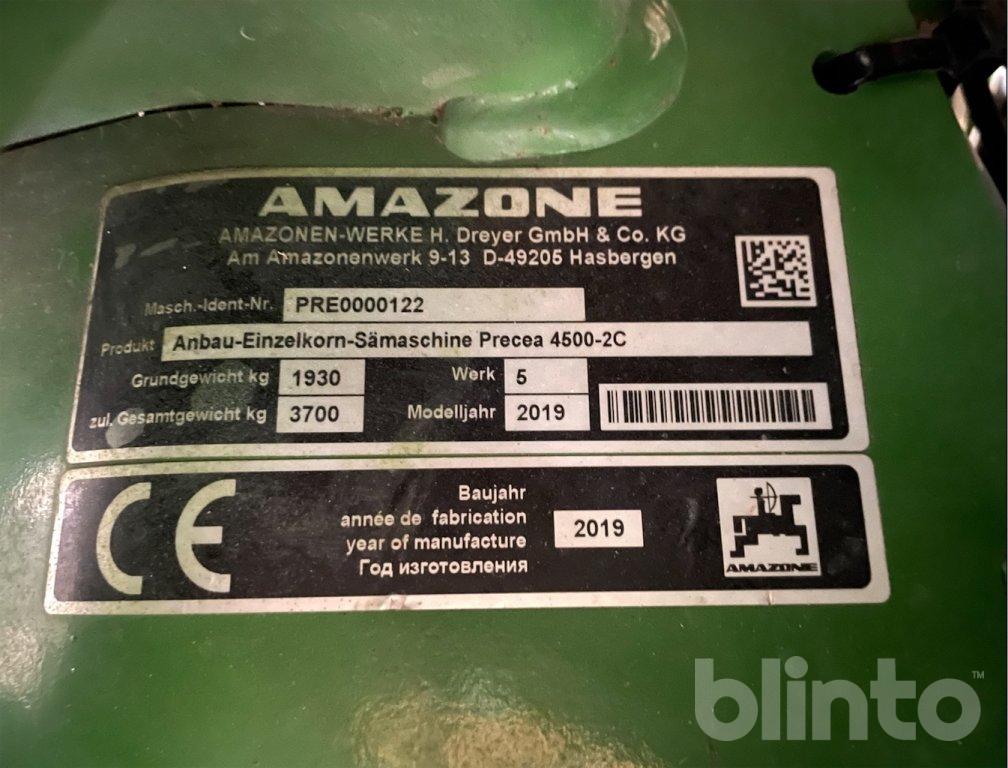 AMAZONE
AMAZONEN-WERKE H. Dreyer GmbH & Co. KG
Am Amazonenwerk 9-13 D-49205 Hasbergen
Masch.-Ident-Nr. PRE0000122
Produkt Anbau-Einzelkorn-Sämaschine Precea 4500-2C
Grundgewicht kg 1930 Werk 5
zul. Gesamtgewicht kg 3700 Modelljahr 2019
CE
Baujahr
année de fabrication
year of manufacture
Год изготовления
2019
AMAZONE
blinto™